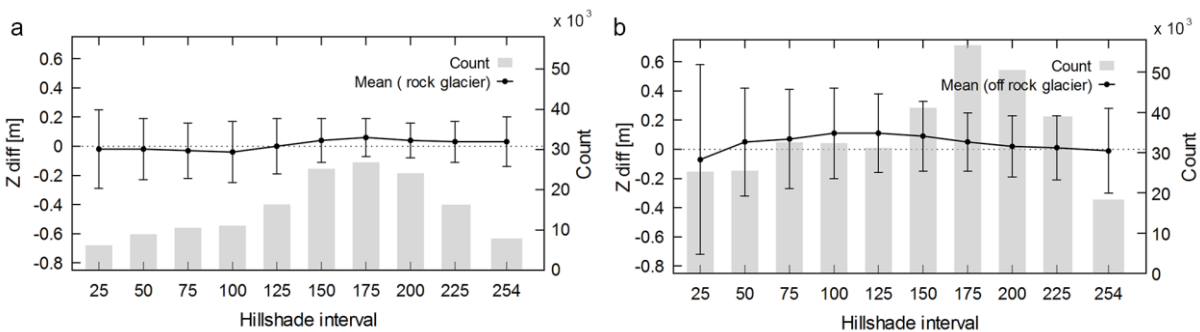 a
x 10³
0.6
0.4
0.2
0
-0.2
-0.4
-0.6
-0.8
Z diff [m]
Count
Mean ( rock glacier)
50
40
30
20
10
0
Count
25 50 75 100 125 150 175 200 225 254
Hillshade interval
b
x 10³
0.6
0.4
0.2
0
-0.2
-0.4
-0.6
-0.8
Z diff [m]
Count
Mean (off rock glacier)
50
40
30
20
10
0
Count
25 50 75 100 125 150 175 200 225 254
Hillshade interval